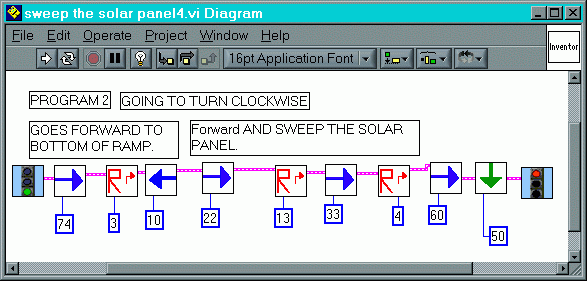 sweep the solar panel4.vi Diagram
File Edit Operate Project Window Help
16pt Application Font
Inventor
PROGRAM 2
GOING TO TURN CLOCKWISE
GOES FORWARD TO
BOTTOM OF RAMP.
Forward AND SWEEP THE SOLAR
PANEL.
R R R
74 3 10 22 13 33 4 60 50